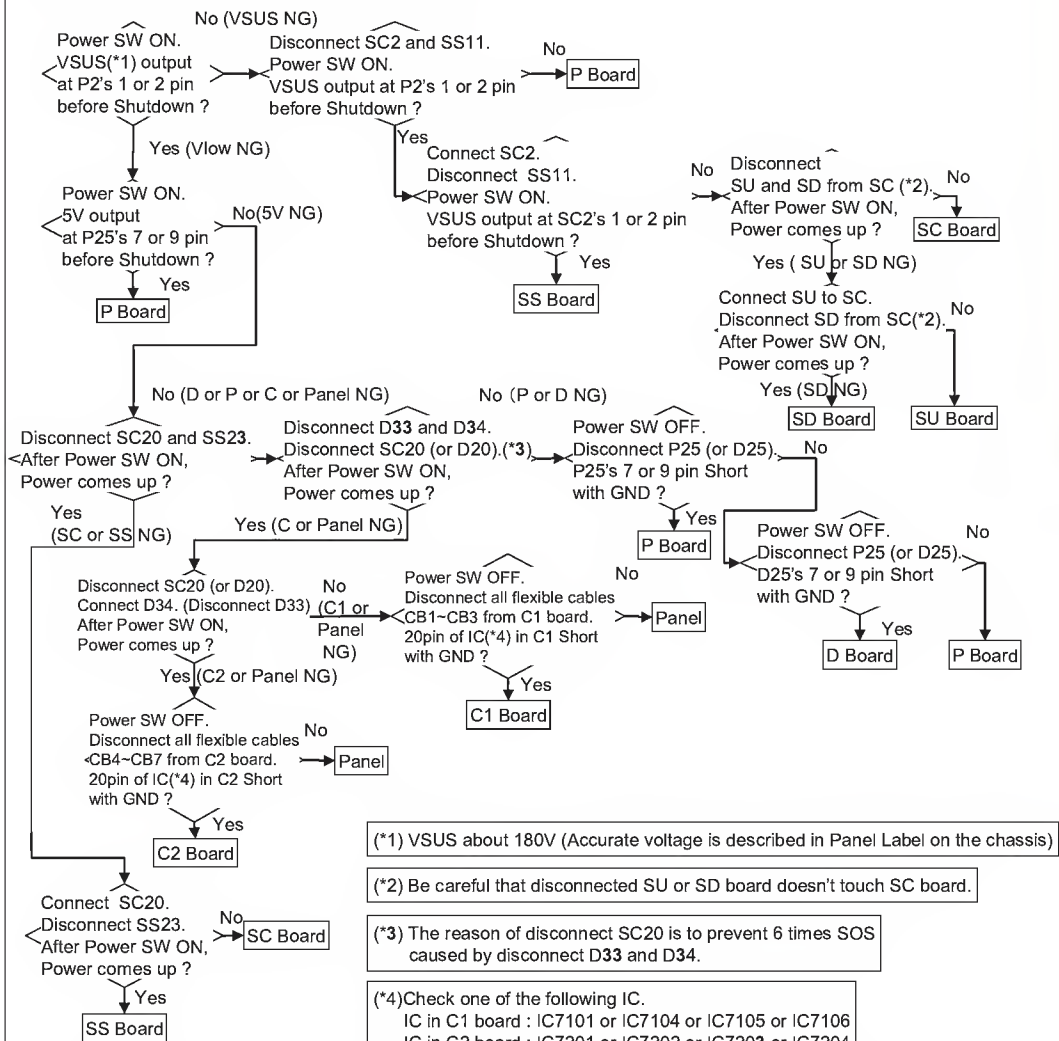 No (VSUS NG)
Power SW ON.
VSUS(*1) output
at P2's 1 or 2 pin
before Shutdown ?
Disconnect SC2 and SS11.
Power SW ON.
VSUS output at P2's 1 or 2 pin
before Shutdown ?
No
P Board
Yes (Vlow NG)
Yes
Connect SC2.
Disconnect SS11.
Power SW ON.
VSUS output at SC2's 1 or 2 pin
before Shutdown ?
No
Disconnect
SU and SD from SC (*2).
After Power SW ON,
Power comes up ?
No
SC Board
Power SW ON.
5V output
at P25's 7 or 9 pin
before Shutdown ?
No(5V NG)
Yes
P Board
Yes
SS Board
Yes ( SU or SD NG)
Connect SU to SC.
Disconnect SD from SC(*2).
After Power SW ON,
Power comes up ?
No
Yes (SD NG)
SD Board
SU Board
No (D or P or C or Panel NG)
No (P or D NG)
Disconnect SC20 and SS23.
After Power SW ON,
Power comes up ?
Disconnect D33 and D34.
Disconnect SC20 (or D20).(*3)
After Power SW ON,
Power comes up ?
Power SW OFF.
Disconnect P25 (or D25).
P25's 7 or 9 pin Short
with GND ?
No
Yes
(SC or SS NG)
Yes (C or Panel NG)
Yes
P Board
Power SW OFF.
Disconnect P25 (or D25).
D25's 7 or 9 pin Short
with GND ?
No
Yes
D Board
P Board
Disconnect SC20 (or D20).
Connect D34. (Disconnect D33)
After Power SW ON,
Power comes up ?
No
(C1 or
Panel
NG)
Power SW OFF.
Disconnect all flexible cables
CB1~CB3 from C1 board.
20pin of IC(*4) in C1 Short
with GND ?
No
Panel
Yes
C1 Board
Yes (C2 or Panel NG)
Power SW OFF.
Disconnect all flexible cables
CB4~CB7 from C2 board.
20pin of IC(*4) in C2 Short
with GND ?
No
Panel
Yes
C2 Board
Connect SC20.
Disconnect SS23.
After Power SW ON,
Power comes up ?
No
SC Board
Yes
SS Board
(*1) VSUS about 180V (Accurate voltage is described in Panel Label on the chassis)
(*2) Be careful that disconnected SU or SD board doesn't touch SC board.
(*3) The reason of disconnect SC20 is to prevent 6 times SOS
caused by disconnect D33 and D34.
(*4)Check one of the following IC.
IC in C1 board : IC7101 or IC7104 or IC7105 or IC7106
IC in C2 board : IC7201 or IC7202 or IC7203 or IC7204